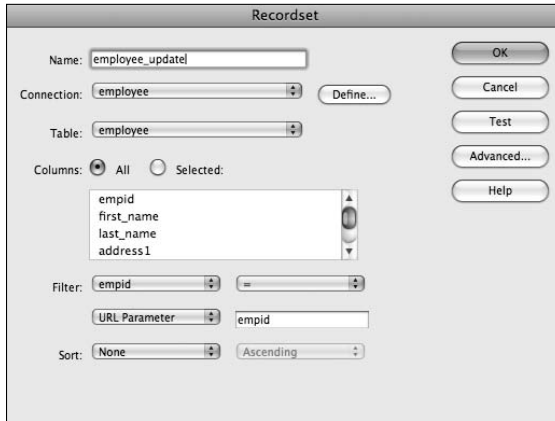 Recordset
Name: employee_update
OK
Connection: employee Define...
Cancel
Table: employee
Test
Columns: All Selected:
Advanced...
empid
first_name
last_name
address1
Help
Filter: empid =
URL Parameter empid
Sort: None Ascending